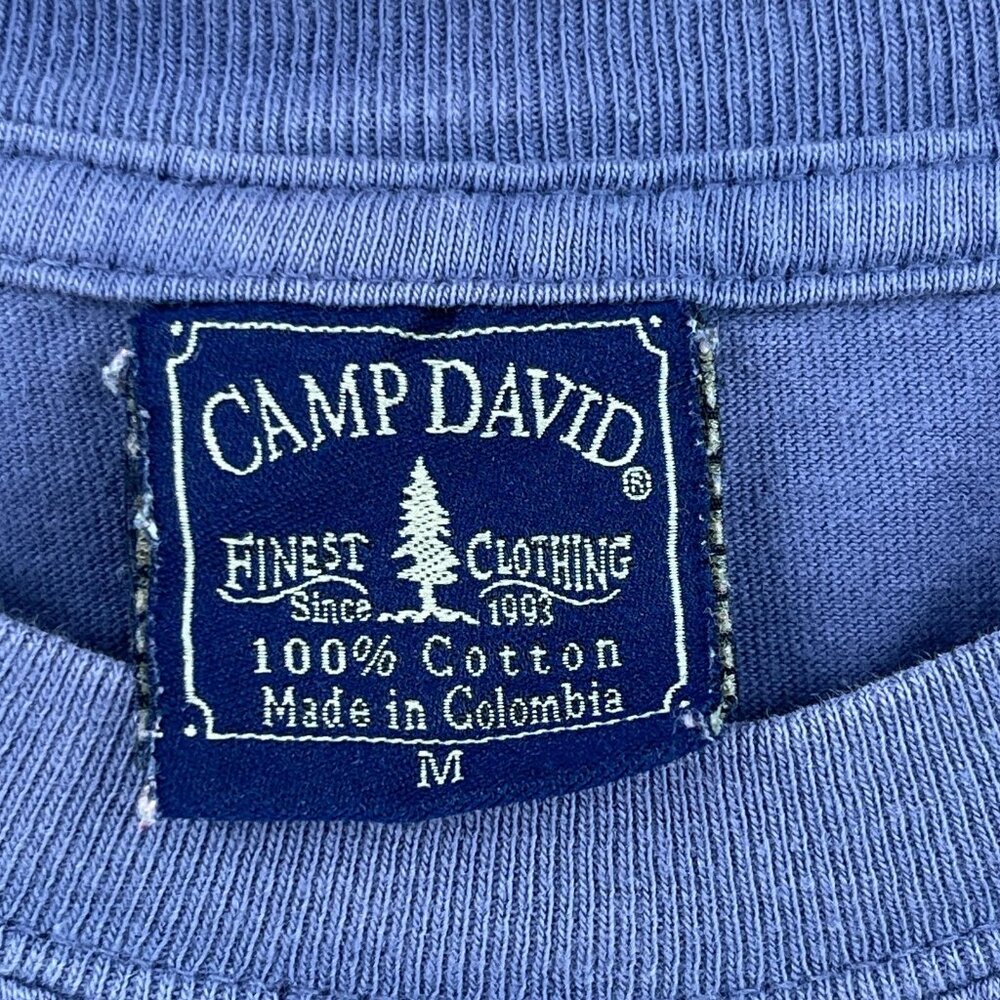 CAMP DAVID®
FINEST CLOTHING
Since 1993
100% Cotton
Made in Colombia
M